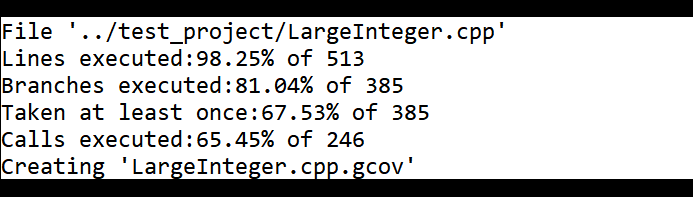 File '../test_project/LargeInteger.cpp'
Lines executed:98.25% of 513
Branches executed:81.04% of 385
Taken at least once:67.53% of 385
Calls executed:65.45% of 246
Creating 'LargeInteger.cpp.gcov'